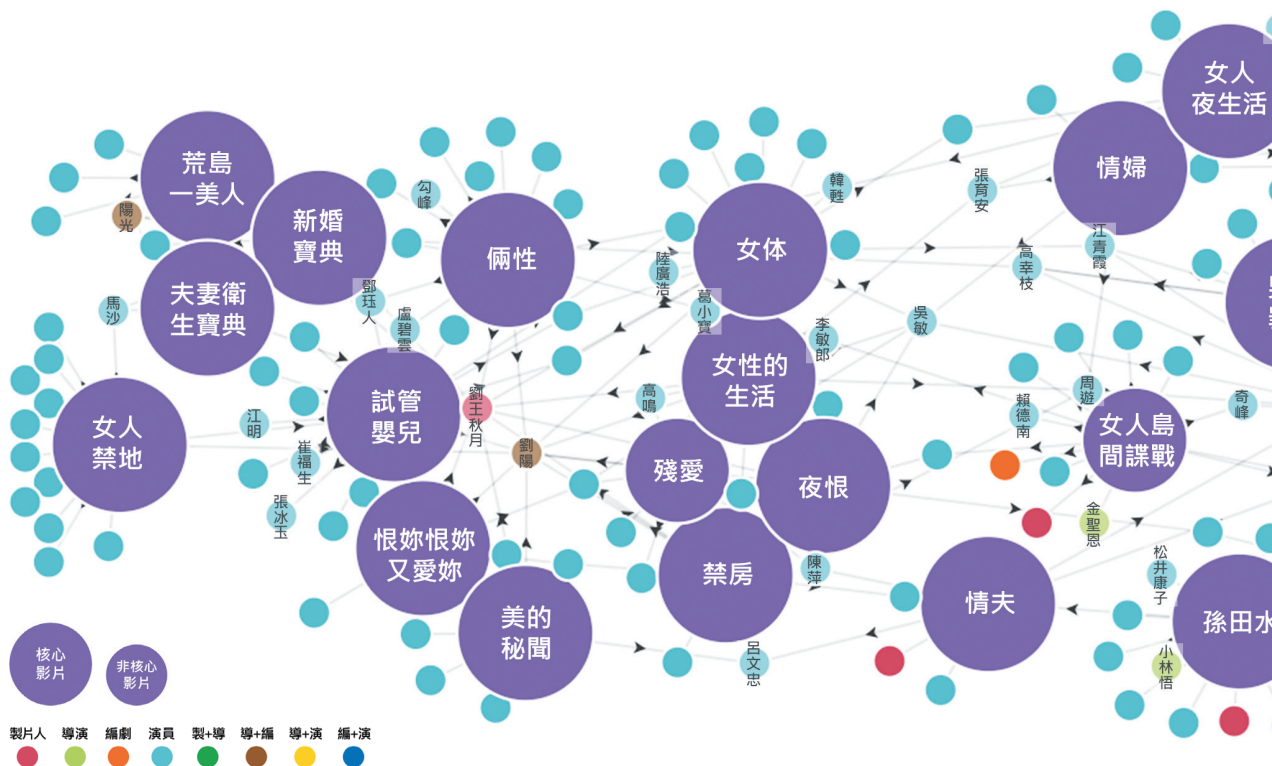 女人
夜生活
荒島
一美人
情婦
勾峰
韓甦
張育安
陽光
新婚
寶典
倆性
女体
江青霞
陸廣浩
高幸枝
夫妻衛
生寶典
馬沙
鄧珏人
盧碧雲
葛小寶
李敏郎
吳敏
女性的
生活
試管
嬰兒
劉王秋月
高鳴
周遊
賴德南
奇峰
女人
禁地
江明
崔福生
張冰玉
劉陽
殘愛
夜恨
女人島
間諜戰
金聖恩
恨妳恨妳
又愛妳
禁房
陳萍
松井康子
情夫
美的
秘聞
孫田水
呂文忠
小林悟
核心
影片
非核心
影片
製片人 導演 編劇 演員 製+導 導+編 導+演 編+演